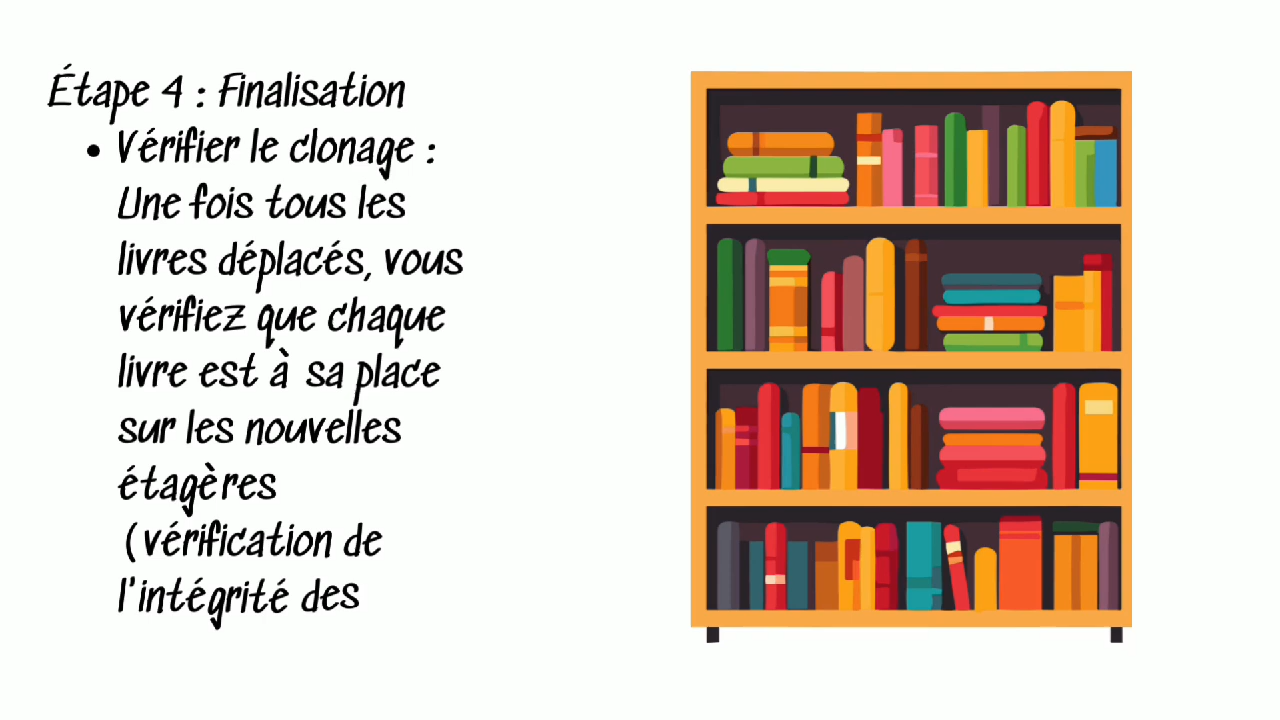 Étape 4 : Finalisation
• Vérifier le clonage :
Une fois tous les
livres déplacés, vous
vérifiez que chaque
livre est à sa place
sur les nouvelles
étagères
(vérification de
l'intégrité des